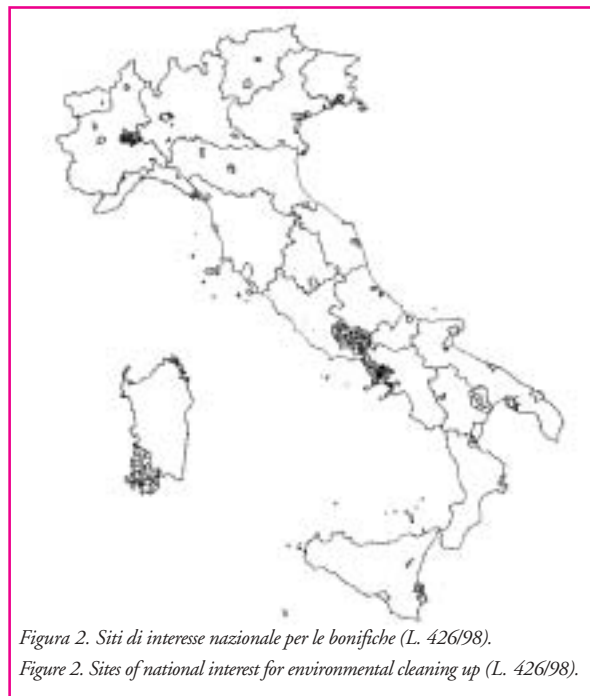 Figura 2. Siti di interesse nazionale per le bonifiche (L. 426/98).
Figure 2. Sites of national interest for environmental cleaning up (L. 426/98).